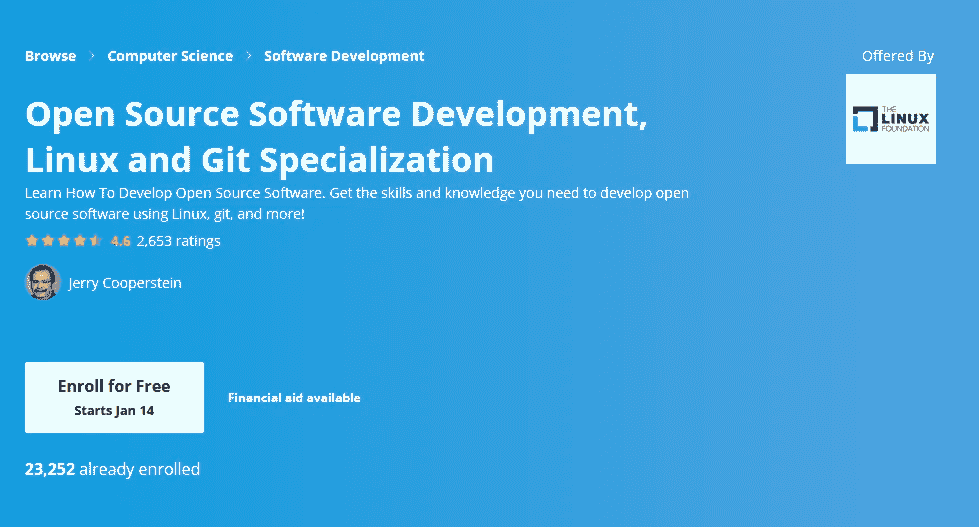 Browse > Computer Science > Software Development
Offered By
THE
LINUX
FOUNDATION
Open Source Software Development,
Linux and Git Specialization
Learn How To Develop Open Source Software. Get the skills and knowledge you need to develop open
source software using Linux, git, and more!
4.6 2,653 ratings
Jerry Cooperstein
Enroll for Free
Starts Jan 14
Financial aid available
23,252 already enrolled